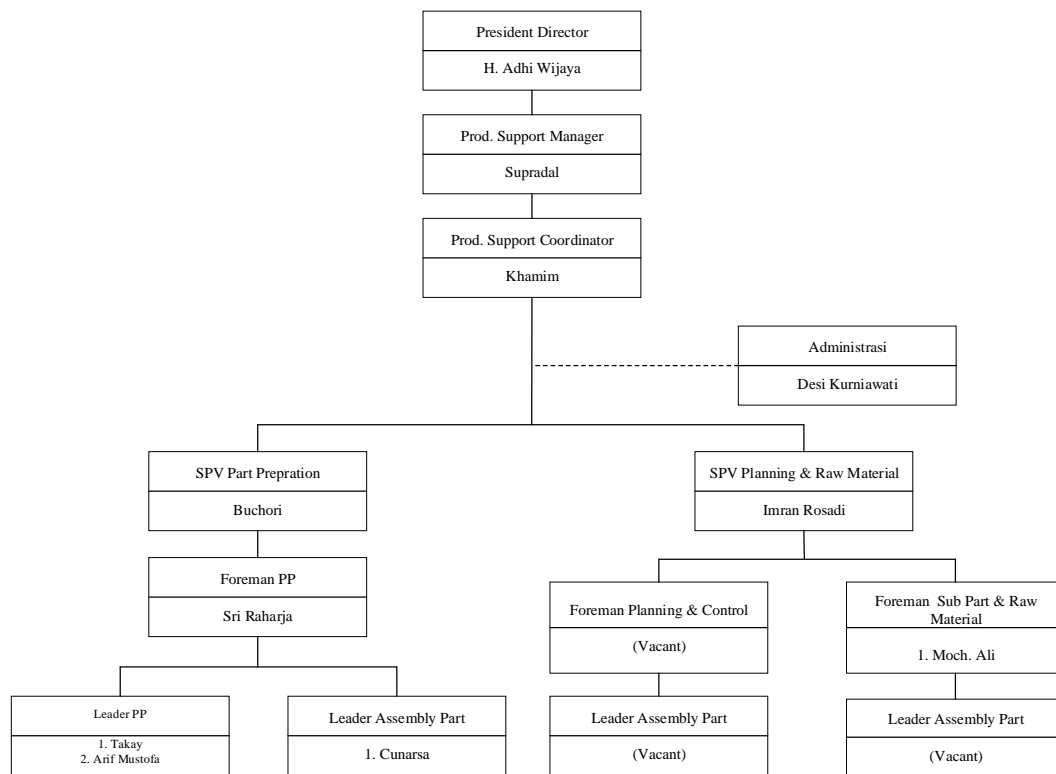 President Director
H. Adhi Wijaya
Prod. Support Manager
Supradal
Prod. Support Coordinator
Khamim
Administrasi
Desi Kurniawati
SPV Part Prepration
Buchori
SPV Planning & Raw Material
Imran Rosadi
Foreman PP
Sri Raharja
Foreman Planning & Control
(Vacant)
Foreman Sub Part & Raw
Material
1. Moch. Ali
Leader PP
1. Takay
2. Arif Mustofa
Leader Assembly Part
1. Cunarsa
Leader Assembly Part
(Vacant)
Leader Assembly Part
(Vacant)